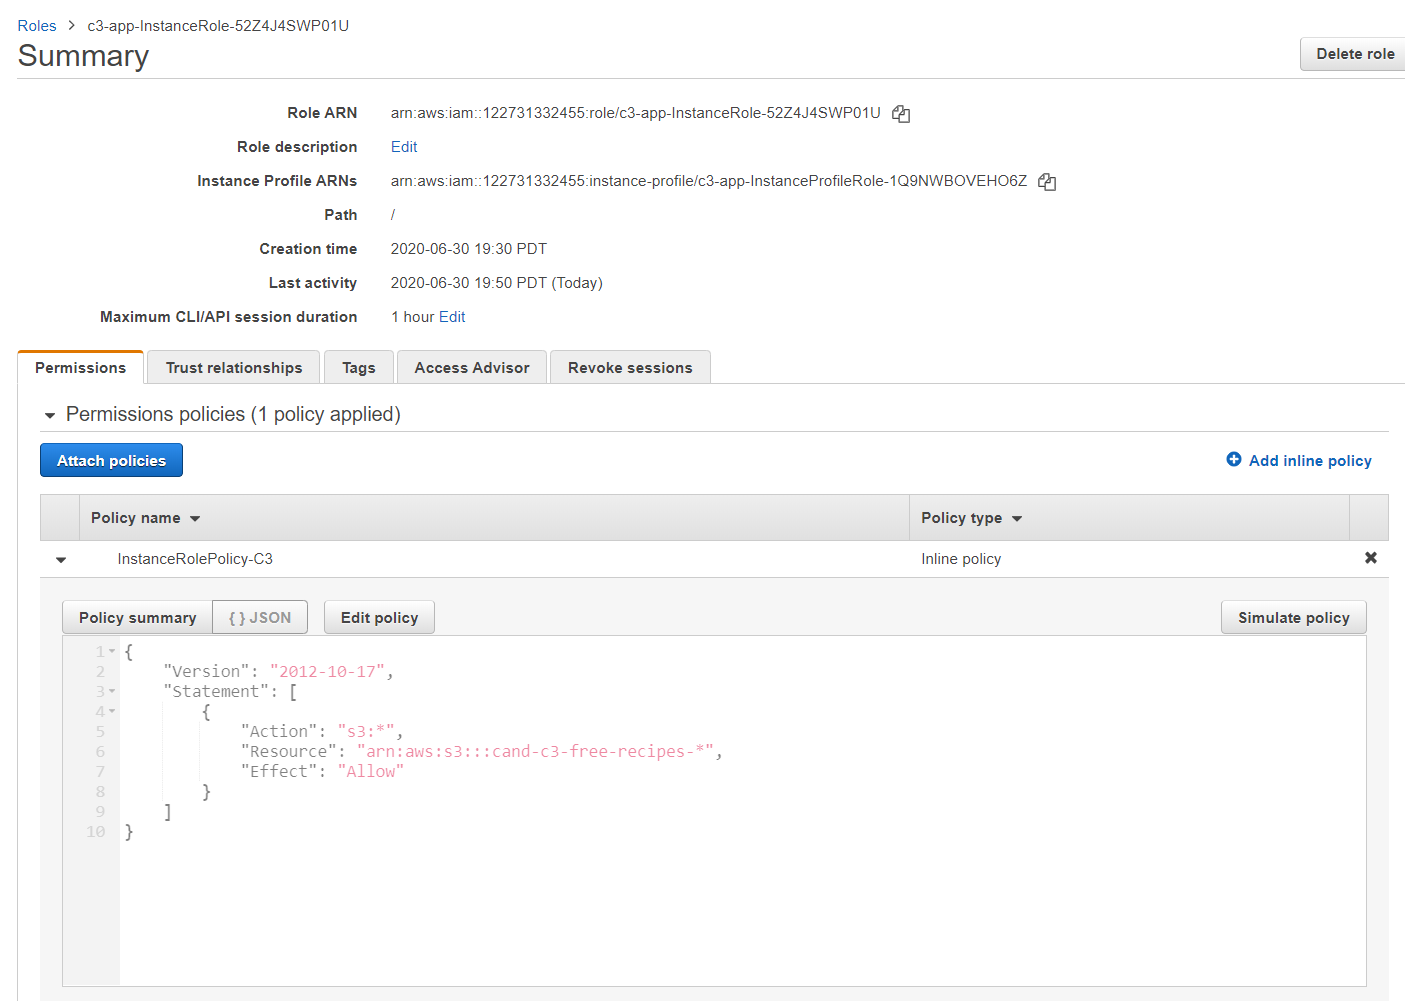 Roles > c3-app-InstanceRole-52Z4J4SWP01U
Summary
Delete role
Role ARN arn:aws:iam::122731332455:role/c3-app-InstanceRole-52Z4J4SWP01U
Role description Edit
Instance Profile ARNs arn:aws:iam::122731332455:instance-profile/c3-app-InstanceProfileRole-1Q9NWBOVEHO6Z
Path /
Creation time 2020-06-30 19:30 PDT
Last activity 2020-06-30 19:50 PDT (Today)
Maximum CLI/API session duration 1 hour Edit
Permissions Trust relationships Tags Access Advisor Revoke sessions
Permissions policies (1 policy applied)
Attach policies Add inline policy
Policy name Policy type
InstanceRolePolicy-C3 Inline policy
Policy summary { } JSON Edit policy Simulate policy
1 {
2 "Version": "2012-10-17",
3 "Statement": [
4 {
5 "Action": "s3:*",
6 "Resource": "arn:aws:s3:::cand-c3-free-recipes-*",
7 "Effect": "Allow"
8 }
9 ]
10 }